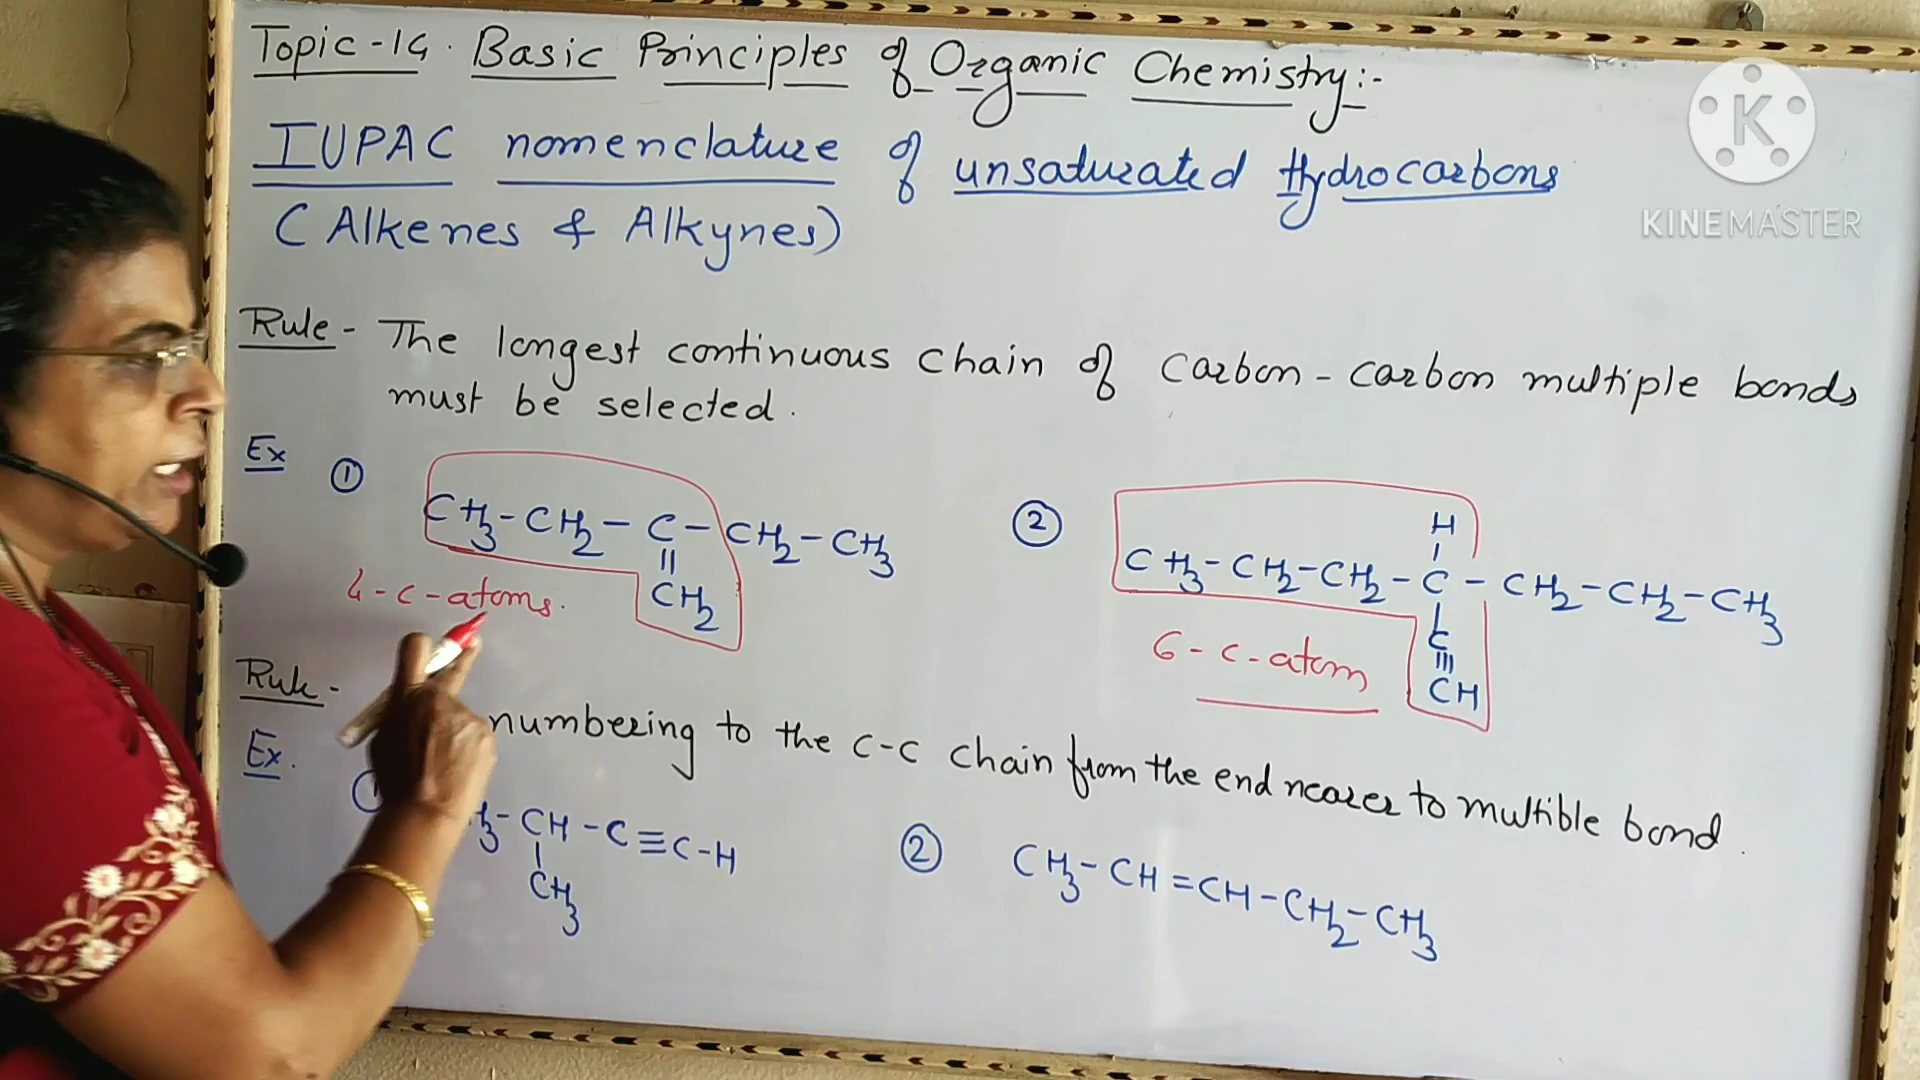 Topic-14. Basic Principles of Organic Chemistry:-
IUPAC nomenclature of unsaturated Hydrocarbons
(Alkenes & Alkynes)
K
KINEMASTER
Rule - The longest continuous chain of carbon-carbon multiple bonds
must be selected.
Ex ①
CH₃-CH₂-C-CH₂-CH₃
||
CH₂
4-C-atoms.
②
H
|
CH₃-CH₂-CH₂-C-CH₂-CH₂-CH₃
|
C
≡
CH
6-C-atom
Rule - numbering to the C-C chain from the end nearer to multible bond.
Ex.
-CH-C≡C-H
|
CH₃
②
CH₃-CH=CH-CH₂-CH₃